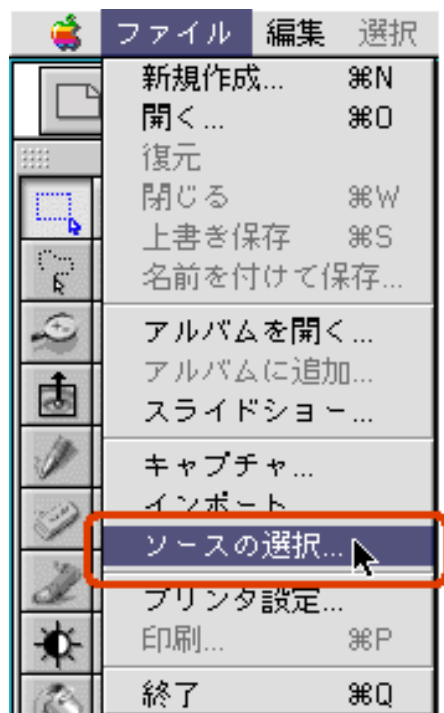 ファイル 編集 選択
新規作成... ⌘N
開く... ⌘O
復元
閉じる ⌘W
上書き保存 ⌘S
名前を付けて保存...
アルバムを開く...
アルバムに追加...
スライドショー...
キャプチャ...
インポート
ソースの選択...
プリンタ設定...
印刷... ⌘P
終了 ⌘Q